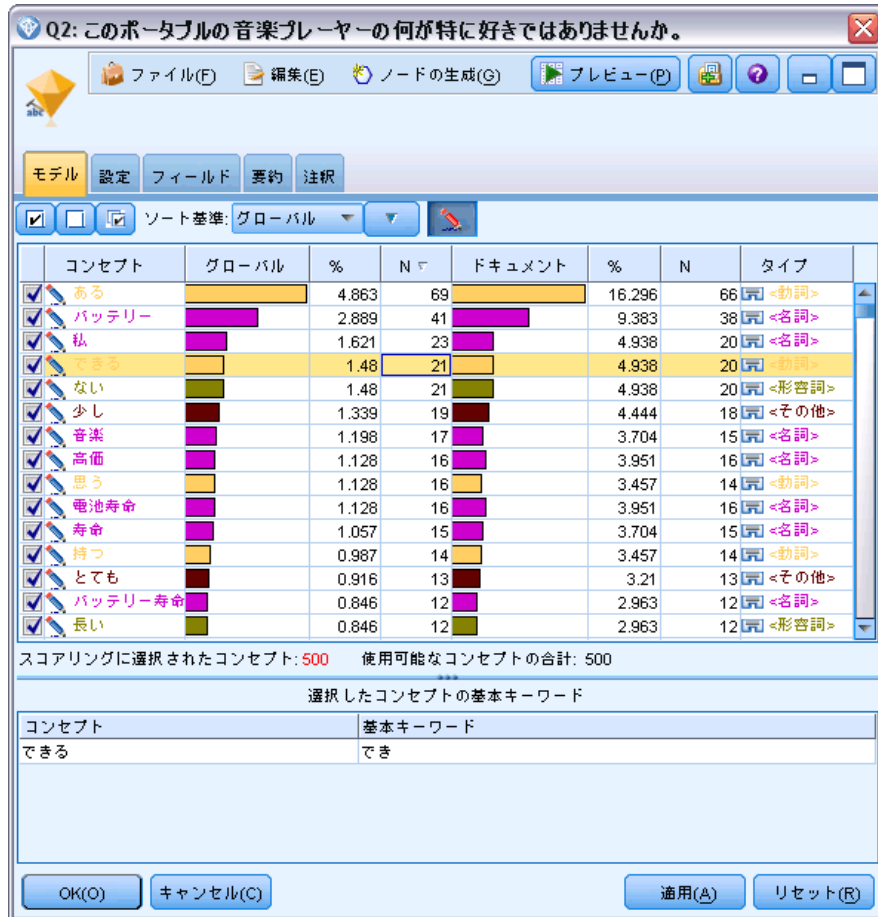 Q2: このポータブルの音楽プレーヤーの何が特に好きではありませんか。
ファイル(F) 編集(E) ノードの生成(G) プレビュー(P)
abc
モデル 設定 フィールド 要約 注釈
ソート基準: グローバル
コンセプト グローバル % N ドキュメント % N タイプ
ある 4.863 69 16.296 66 <動詞>
バッテリー 2.889 41 9.383 38 <名詞>
私 1.621 23 4.938 20 <名詞>
できる 1.48 21 4.938 20 <動詞>
ない 1.48 21 4.938 20 <形容詞>
少し 1.339 19 4.444 18 <その他>
音楽 1.198 17 3.704 15 <名詞>
高価 1.128 16 3.951 16 <名詞>
思う 1.128 16 3.457 14 <動詞>
電池寿命 1.128 16 3.951 16 <名詞>
寿命 1.057 15 3.704 15 <名詞>
持つ 0.987 14 3.457 14 <動詞>
とても 0.916 13 3.21 13 <その他>
バッテリー寿命 0.846 12 2.963 12 <名詞>
長い 0.846 12 2.963 12 <形容詞>
スコアリングに選択されたコンセプト: 500 使用可能なコンセプトの合計: 500
選択したコンセプトの基本キーワード
コンセプト 基本キーワード
できる でき
OK(O) キャンセル(C) 適用(A) リセット(R)